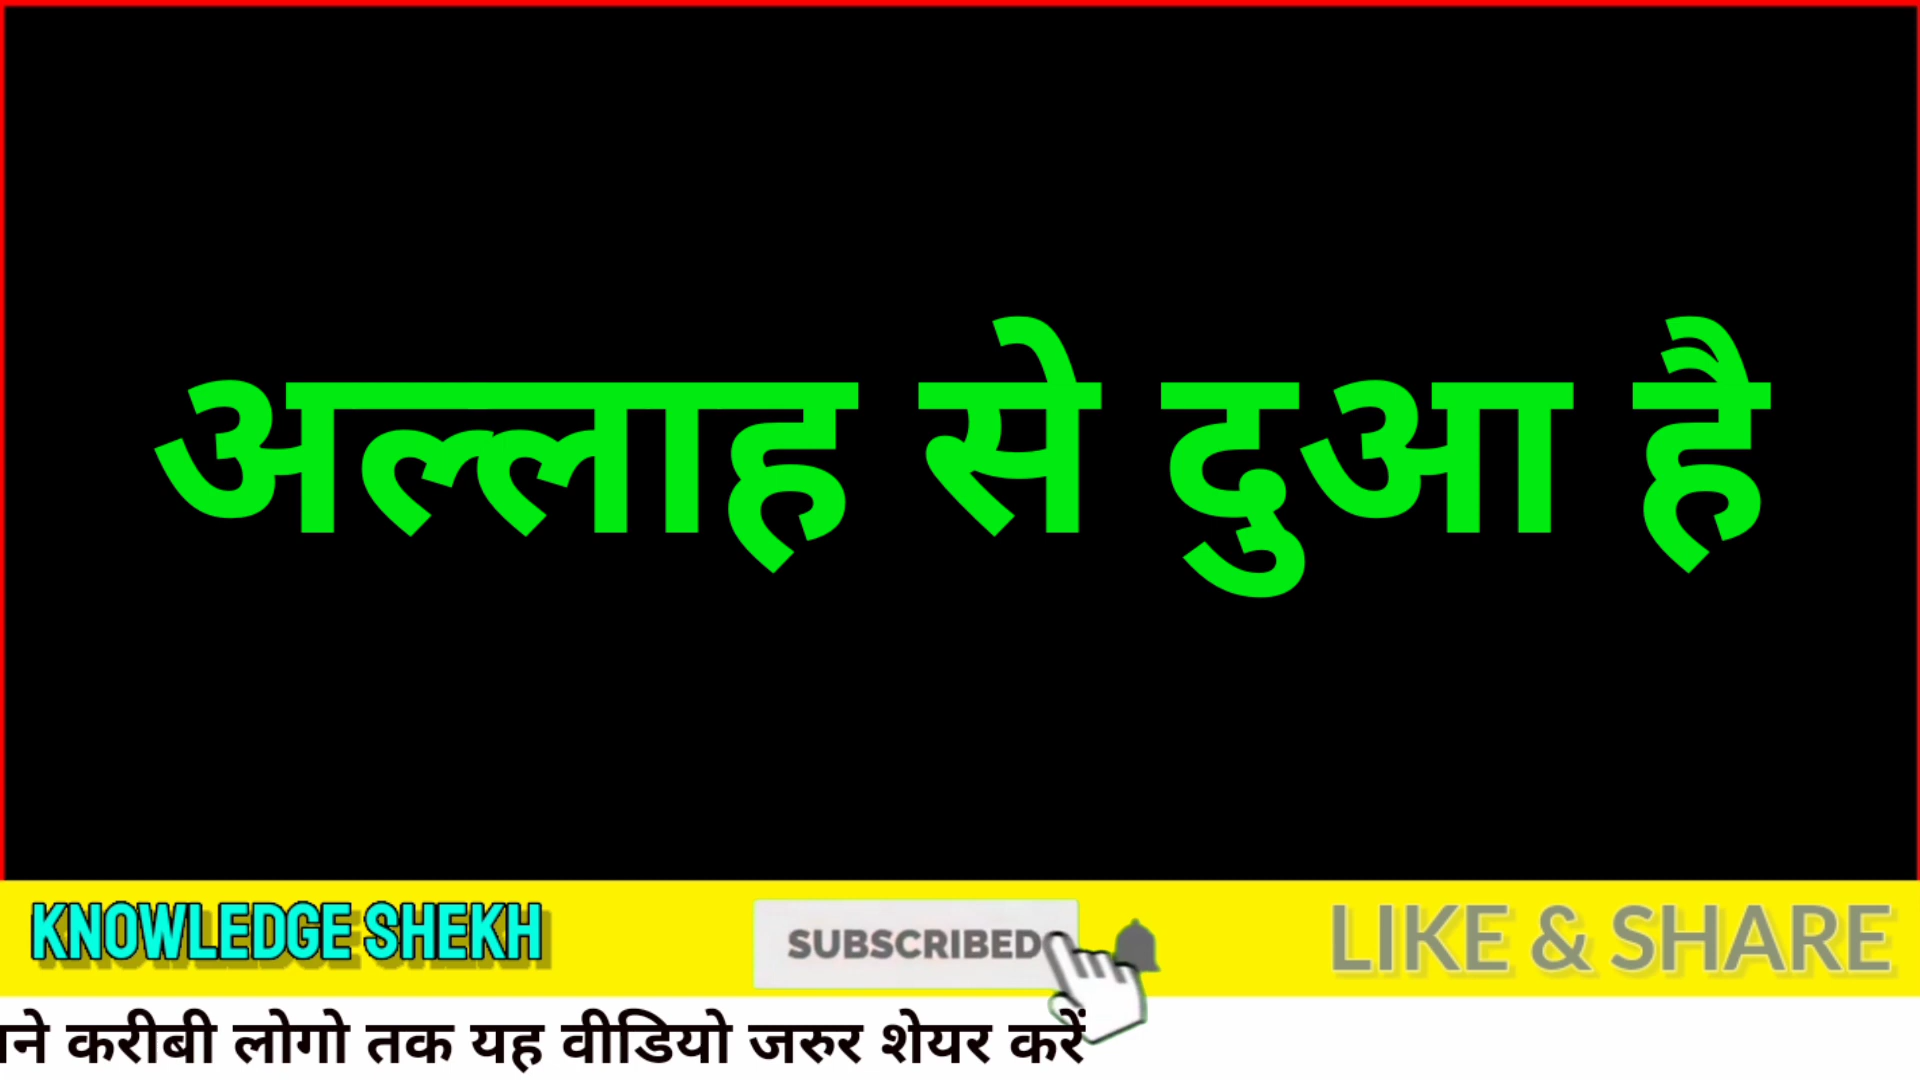 अल्लाह से दुआ है
KNOWLEDGE SHEKH SUBSCRIBED LIKE & SHARE
करीबी लोगो तक यह वीडियो जरुर शेयर करें